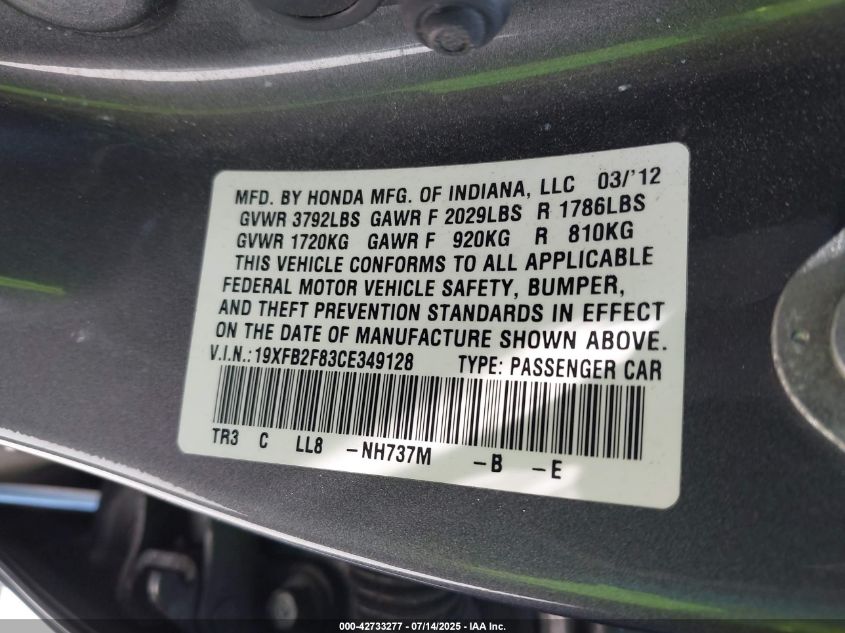 MFD. BY HONDA MFG. OF INDIANA, LLC 03/'12
GVWR 3792LBS GAWR F 2029LBS R 1786LBS
GVWR 1720KG GAWR F 920KG R 810KG
THIS VEHICLE CONFORMS TO ALL APPLICABLE
FEDERAL MOTOR VEHICLE SAFETY, BUMPER,
AND THEFT PREVENTION STANDARDS IN EFFECT
ON THE DATE OF MANUFACTURE SHOWN ABOVE.
V.I.N.:19XFB2F83CE349128 TYPE: PASSENGER CAR
TR3 C LL8 -NH737M -B -E
000-42733277 - 07/14/2025 - IAA Inc.